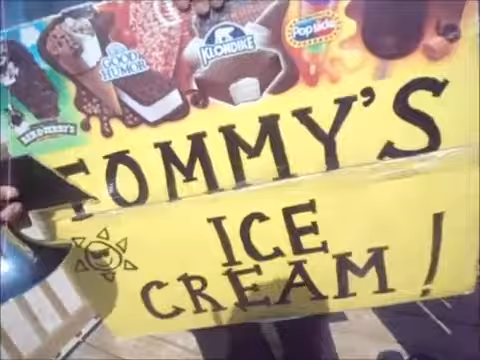 GOOD HUMOR
KLONDIKE
Popsicle
BEN & JERRY'S
TOMMY'S
ICE
CREAM!